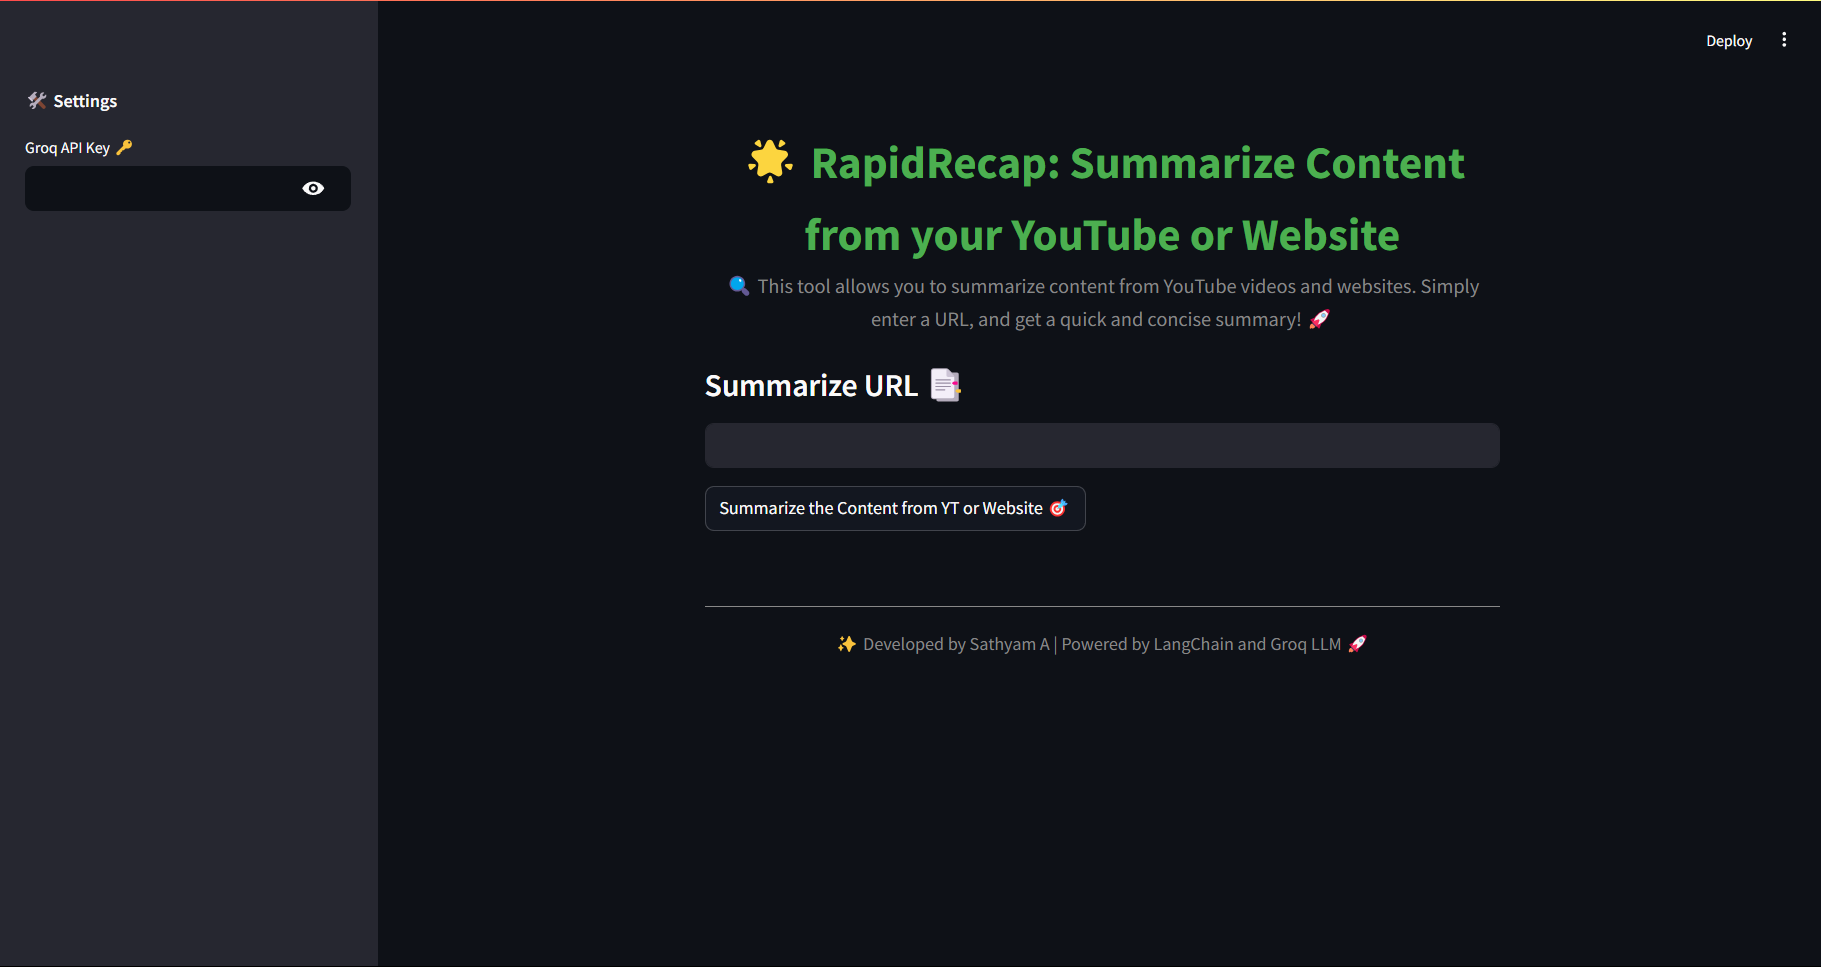 Deploy
🛠️ Settings
Groq API Key 🔑
🌟 RapidRecap: Summarize Content
from your YouTube or Website
🔍 This tool allows you to summarize content from YouTube videos and websites. Simply
enter a URL, and get a quick and concise summary! 🚀
Summarize URL 📑
Summarize the Content from YT or Website 🎯
✨ Developed by Sathyam A | Powered by LangChain and Groq LLM 🚀